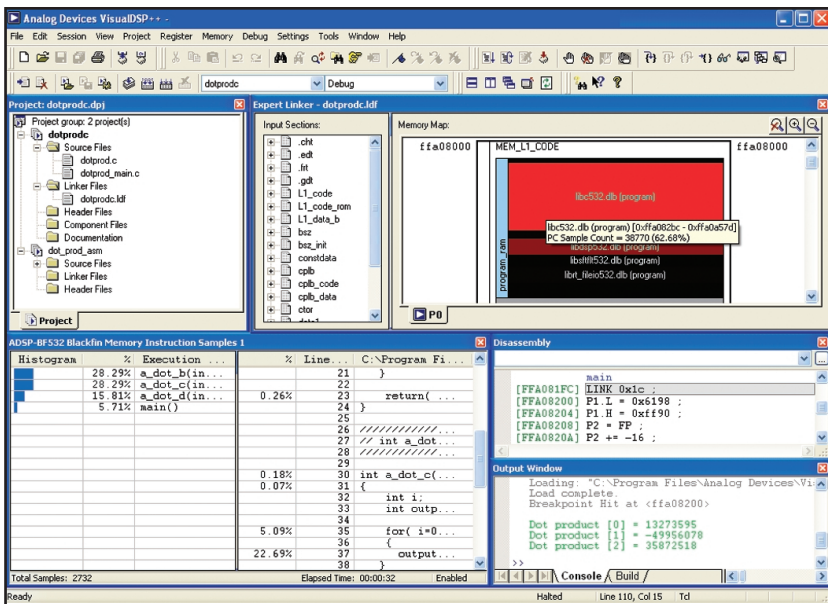 Analog Devices VisualDSP++ -
File Edit Session View Project Register Memory Debug Settings Tools Window Help
dotprodc Debug
Project: dotprodc.dpj
Project group: 2 project(s)
dotprodc
Source Files
dotprod.c
dotprod_main.c
Linker Files
dotprodc.ldf
Header Files
Component Files
Documentation
dot_prod_asm
Source Files
Linker Files
Header Files
Project
Expert Linker - dotprodc.ldf
Input Sections:
.cht
.edt
.frt
.gdt
L1_code
L1_code_rom
L1_data_b
bsz
bsz_init
constdata
cplb
cplb_code
cplb_data
ctor
data1
Memory Map:
ffa08000 MEM_L1_CODE ffa08000
program_ram
libc532.dlb (program)
libc532.dlb (program) [0xffa082bc - 0xffa0a57d]
PC Sample Count = 38770 (62.68%)
libdsp532.dlb (program)
libsftflt532.dlb (program)
librt_fileio532.dlb (program)
P0
ADSP-BF532 Blackfin Memory Instruction Samples 1
Histogram % Execution ...
28.29% a_dot_b(in...
28.29% a_dot_c(in...
15.81% a_dot_d(in...
5.71% main()
% Line... C:\Program Fi...
21 }
22
0.26% 23 return( ...
24 }
25
26 ////////////...
27 // int a_dot...
28 ////////////...
29
0.18% 30 int a_dot_c(...
0.07% 31 {
32 int i;
33 int outp...
34
5.09% 35 for( i=0...
36 {
22.69% 37 output...
38 }
Total Samples: 2732 Elapsed Time: 00:00:32 Enabled
Disassembly
main
[FFA081FC] LINK 0x1c ;
[FFA08200] P1.L = 0x6198 ;
[FFA08204] P1.H = 0xff90 ;
[FFA08208] P2 = FP ;
[FFA0820A] P2 += -16 ;
Output Window
Loading: "C:\Program Files\Analog Devices\Vi
Load complete.
Breakpoint Hit at <ffa08200>
Dot product [0] = 13273595
Dot product [1] = -49956078
Dot product [2] = 35872518
>>
Console Build
Ready Halted Line 110, Col 15 Tcl